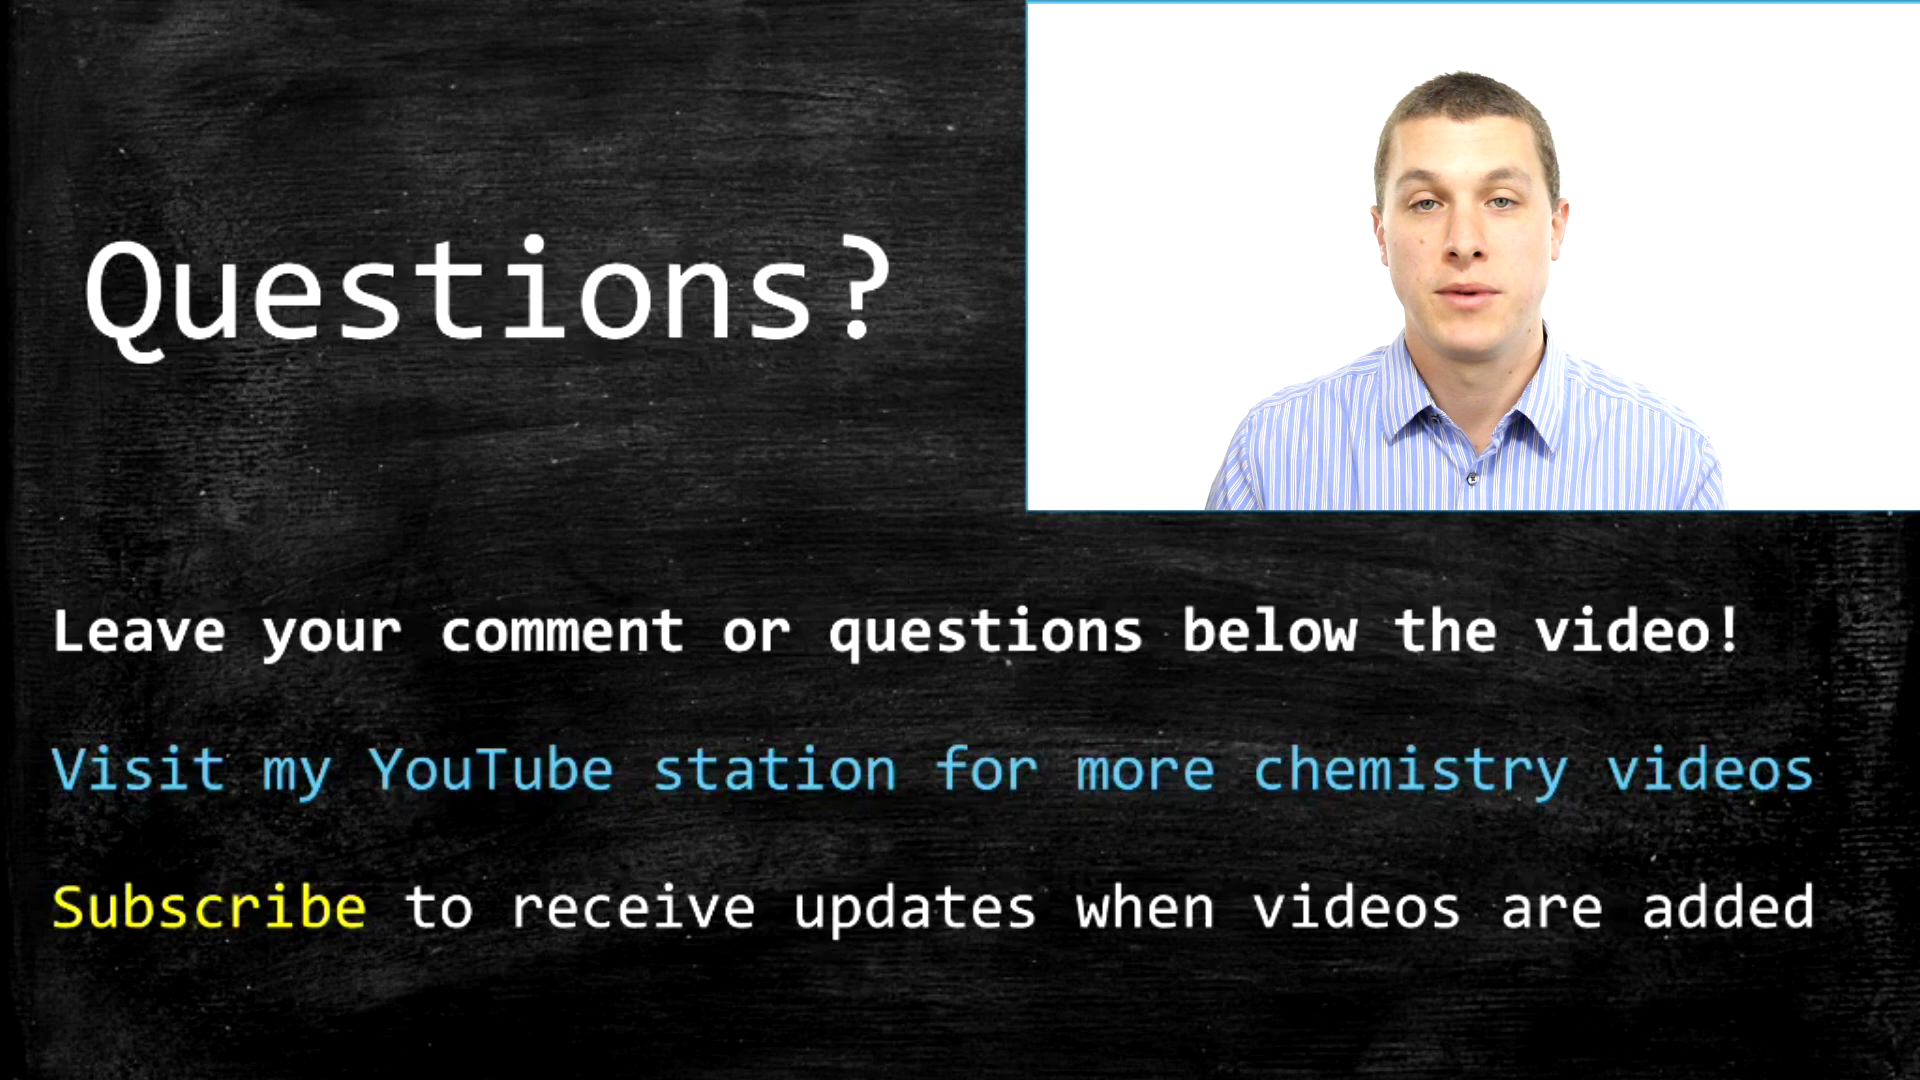 Questions?
Leave your comment or questions below the video!
Visit my YouTube station for more chemistry videos
Subscribe to receive updates when videos are added